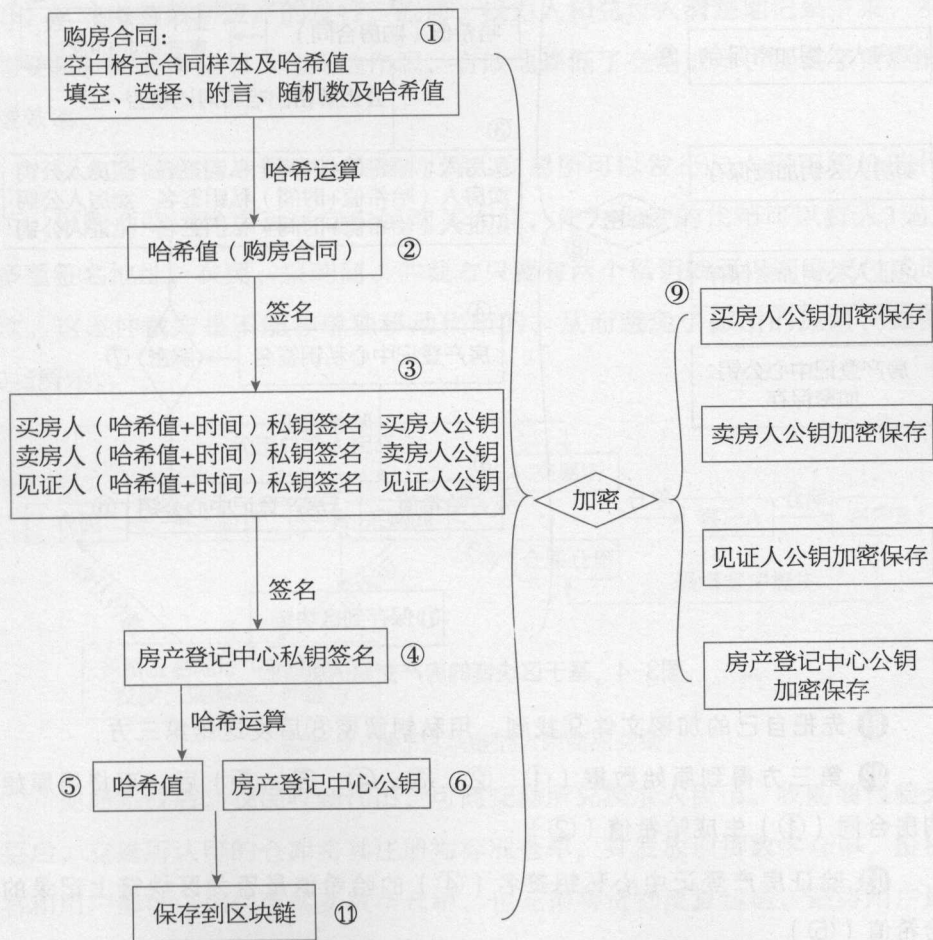 购房合同: ①
空白格式合同样本及哈希值
填空、选择、附言、随机数及哈希值
哈希运算
哈希值（购房合同） ②
签名
③
买房人（哈希值+时间）私钥签名 买房人公钥
卖房人（哈希值+时间）私钥签名 卖房人公钥
见证人（哈希值+时间）私钥签名 见证人公钥
签名
房产登记中心私钥签名 ④
哈希运算
⑤ 哈希值 房产登记中心公钥 ⑥
保存到区块链 ⑪
加密
⑨
买房人公钥加密保存
卖房人公钥加密保存
见证人公钥加密保存
房产登记中心公钥
加密保存